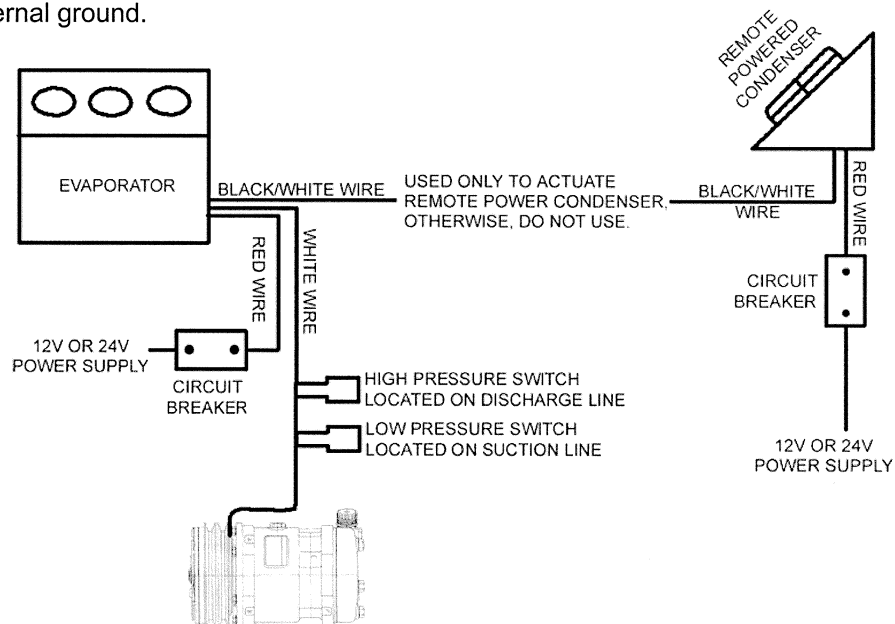 ernal ground.
REMOTE
POWERED
CONDENSER
EVAPORATOR
BLACK/WHITE WIRE
USED ONLY TO ACTUATE
REMOTE POWER CONDENSER,
OTHERWISE, DO NOT USE.
BLACK/WHITE
WIRE
RED WIRE
RED WIRE
WHITE WIRE
CIRCUIT
BREAKER
12V OR 24V
POWER SUPPLY
CIRCUIT
BREAKER
HIGH PRESSURE SWITCH
LOCATED ON DISCHARGE LINE
LOW PRESSURE SWITCH
LOCATED ON SUCTION LINE
12V OR 24V
POWER SUPPLY